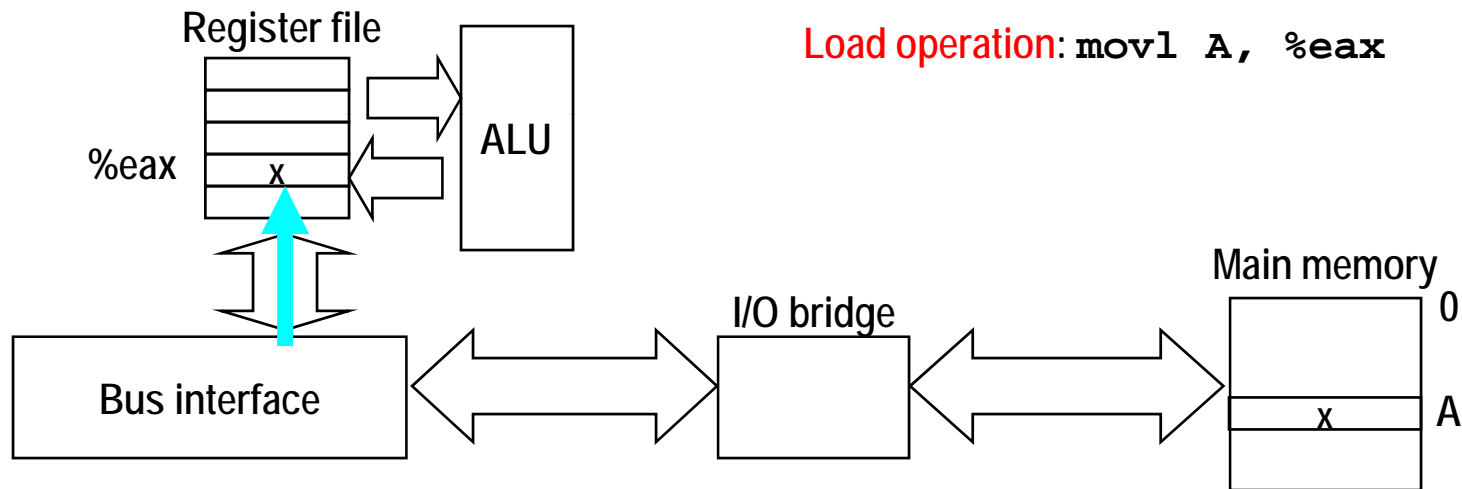 Register file
Load operation: movl A, %eax
ALU
%eax
x
Main memory
0
I/O bridge
Bus interface
x
A